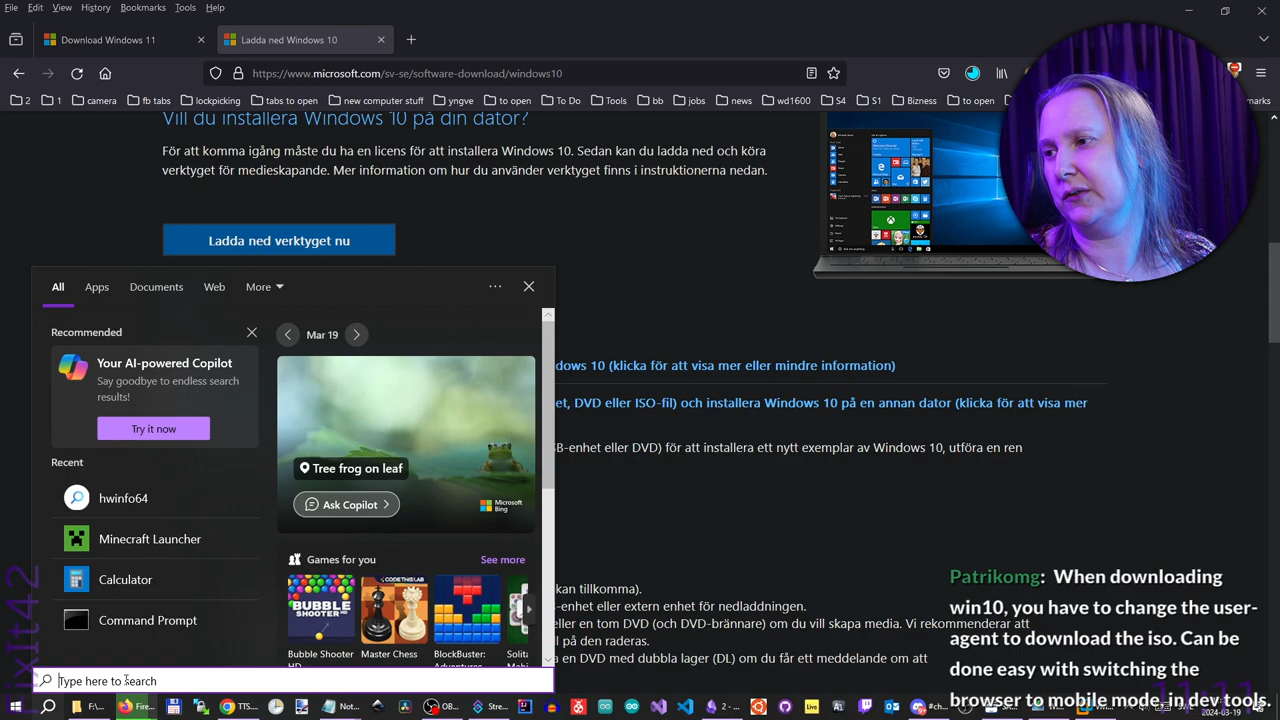 File Edit View History Bookmarks Tools Help
Download Windows 11
Ladda ned Windows 10
https://www.microsoft.com/sv-se/software-download/windows10
2 1 camera fb tabs lockpicking tabs to open new computer stuff yngve to open To Do Tools bb jobs news wd1600 S4 S1 Bizness to open
Vill du installera Windows 10 på din dator?
För att komma igång måste du ha en licens för att installera Windows 10. Sedan kan du ladda ned och köra
verktyget för medieskapande. Mer information om hur du använder verktyget finns i instruktionerna nedan.
Ladda ned verktyget nu
All Apps Documents Web More
Recommended
Your AI-powered Copilot
Say goodbye to endless search
results!
Try it now
Recent
hwinfo64
Minecraft Launcher
Calculator
Command Prompt
Mar 19
Tree frog on leaf
Ask Copilot
Microsoft
Bing
Games for you See more
Bubble Shooter
HD
Master Chess
BlockBuster:
Adventures
Type here to search
dows 10 (klicka för att visa mer eller mindre information)
et, DVD eller ISO-fil) och installera Windows 10 på en annan dator (klicka för att visa mer
SB-enhet eller DVD) för att installera ett nytt exemplar av Windows 10, utföra en ren
kan tillkomma).
-enhet eller extern enhet för nedladdningen.
eller en tom DVD (och DVD-brännare) om du vill skapa media. Vi rekommenderar att
ll på den raderas.
a en DVD med dubbla lager (DL) om du får ett meddelande om att
Patrikomg: When downloading
win10, you have to change the user-
agent to download the iso. Can be
done easy with switching the
browser to mobile mode in dev tools.
F:\... Fire... TTS... Not... OB... Stre... 2 -...
2024-03-19